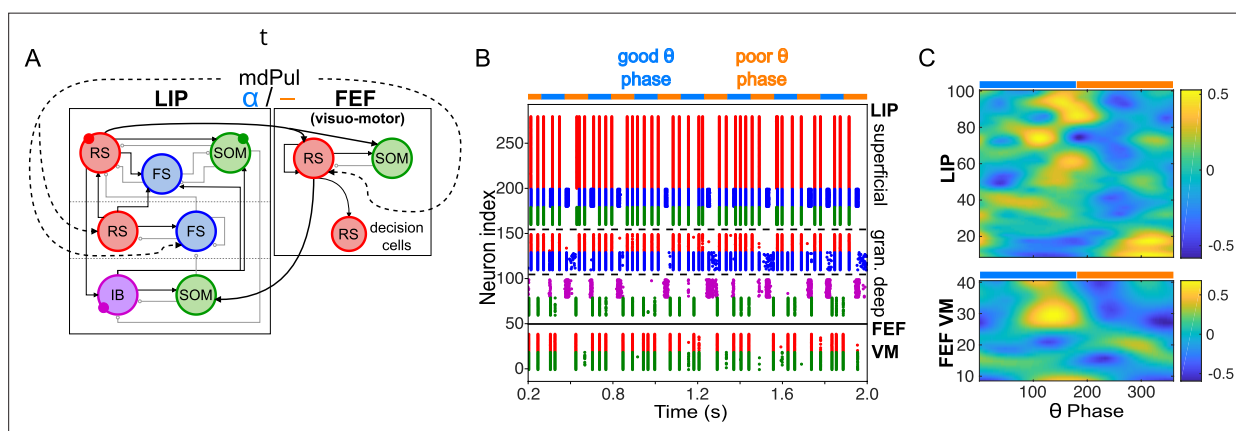 A
t
mdPul
α / –
LIP
FEF
(visuo-motor)
RS
SOM
FS
RS
SOM
RS
FS
RS
decision
cells
IB
SOM
B
good θ
phase
poor θ
phase
Neuron index
250
200
150
100
50
0
LIP
superficial
gran.
deep
FEF
VM
0.2
0.6
1.2
1.8
2.0
Time (s)
C
LIP
100
80
60
40
20
0.5
0
-0.5
FEF VM
40
30
20
10
0.5
0
-0.5
100
200
300
θ Phase